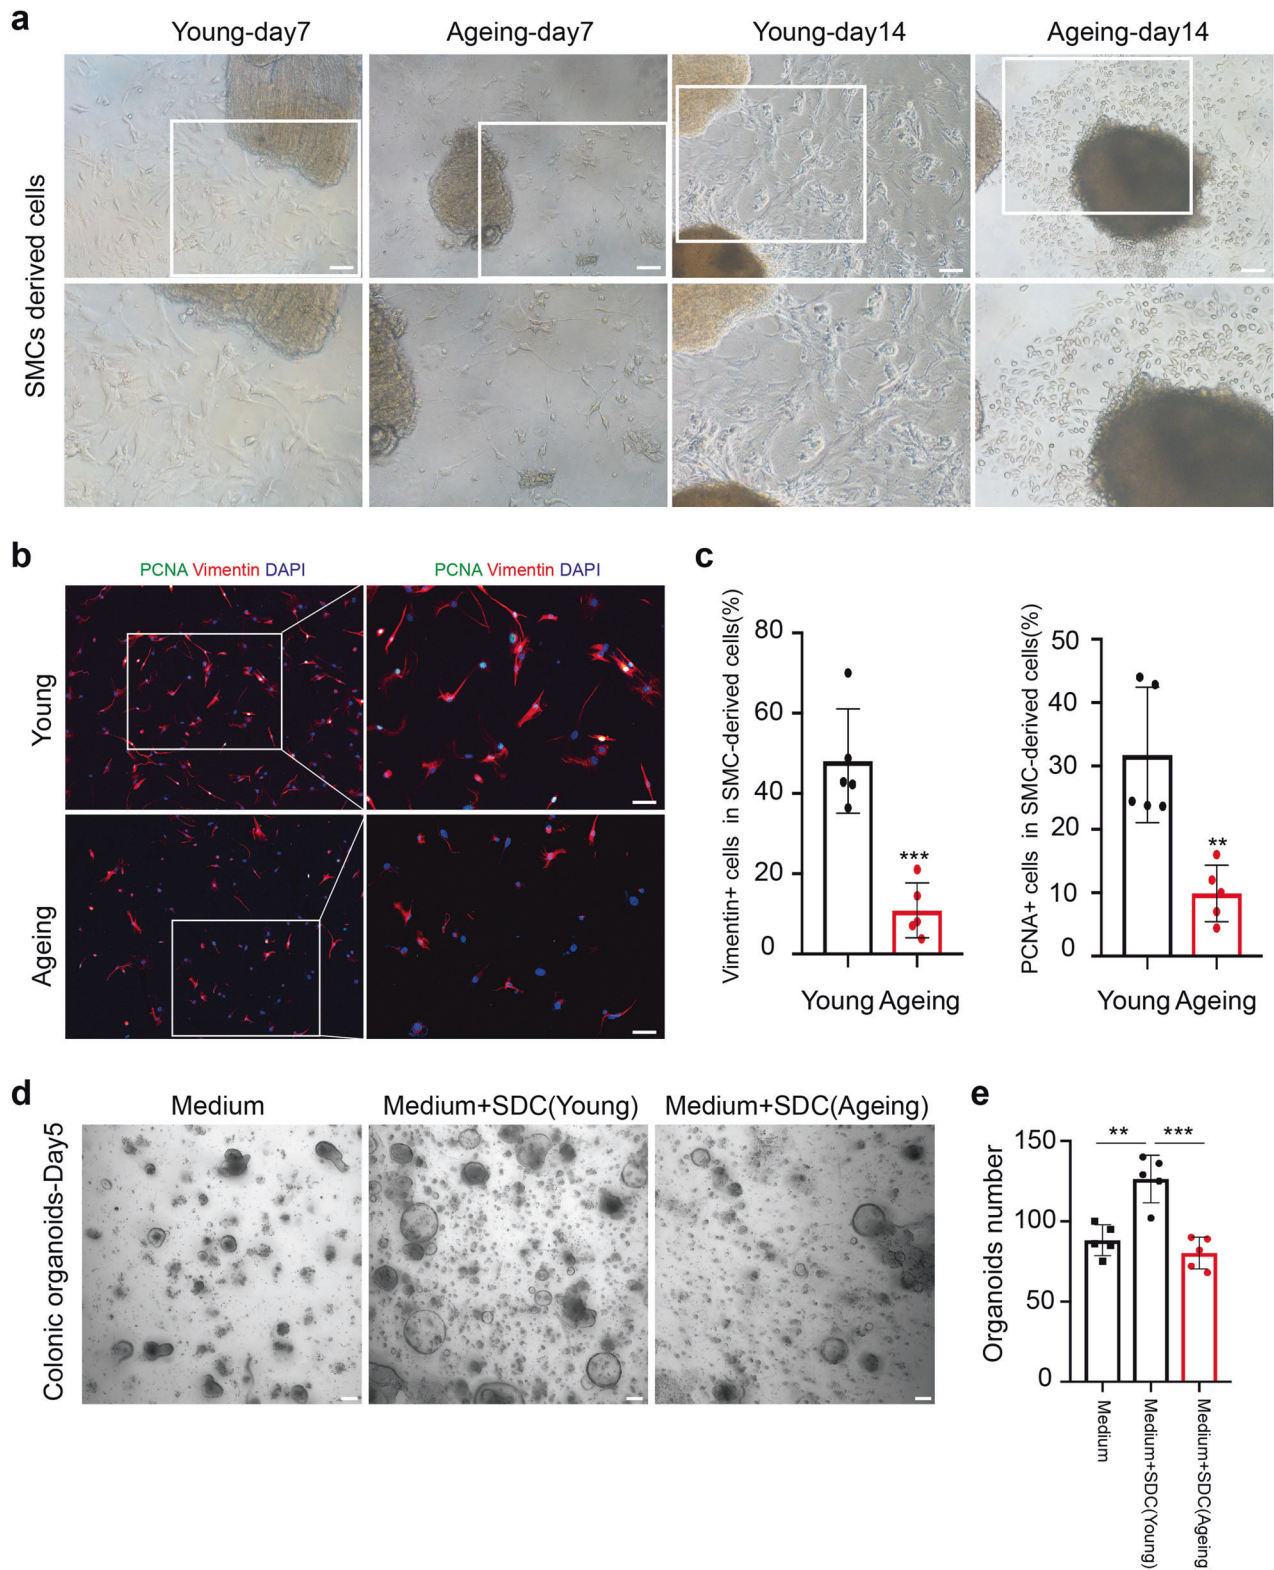 a
Young-day7 Ageing-day7 Young-day14 Ageing-day14
SMCs derived cells
b
PCNA Vimentin DAPI PCNA Vimentin DAPI
Young
Ageing
c
Vimentin+ cells in SMC-derived cells(%)
80
60
40
20
0
***
Young Ageing
PCNA+ cells in SMC-derived cells(%)
50
40
30
20
10
0
**
Young Ageing
d
Medium Medium+SDC(Young) Medium+SDC(Ageing)
Colonic organoids-Day5
e
Organoids number
150
100
50
0
** ***
Medium
Medium+SDC(Young)
Medium+SDC(Ageing